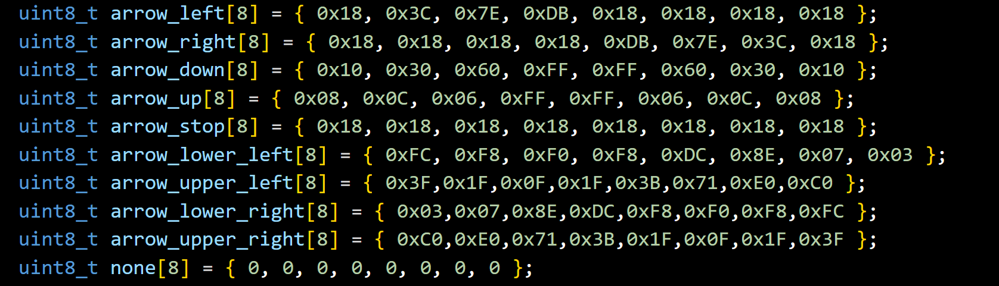 uint8_t arrow_left[8] = { 0x18, 0x3C, 0x7E, 0xDB, 0x18, 0x18, 0x18, 0x18 };
uint8_t arrow_right[8] = { 0x18, 0x18, 0x18, 0x18, 0xDB, 0x7E, 0x3C, 0x18 };
uint8_t arrow_down[8] = { 0x10, 0x30, 0x60, 0xFF, 0xFF, 0x60, 0x30, 0x10 };
uint8_t arrow_up[8] = { 0x08, 0x0C, 0x06, 0xFF, 0xFF, 0x06, 0x0C, 0x08 };
uint8_t arrow_stop[8] = { 0x18, 0x18, 0x18, 0x18, 0x18, 0x18, 0x18, 0x18 };
uint8_t arrow_lower_left[8] = { 0xFC, 0xF8, 0xF0, 0xF8, 0xDC, 0x8E, 0x07, 0x03 };
uint8_t arrow_upper_left[8] = { 0x3F,0x1F,0x0F,0x1F,0x3B,0x71,0xE0,0xC0 };
uint8_t arrow_lower_right[8] = { 0x03,0x07,0x8E,0xDC,0xF8,0xF0,0xF8,0xFC };
uint8_t arrow_upper_right[8] = { 0xC0,0xE0,0x71,0x3B,0x1F,0x0F,0x1F,0x3F };
uint8_t none[8] = { 0, 0, 0, 0, 0, 0, 0, 0 };